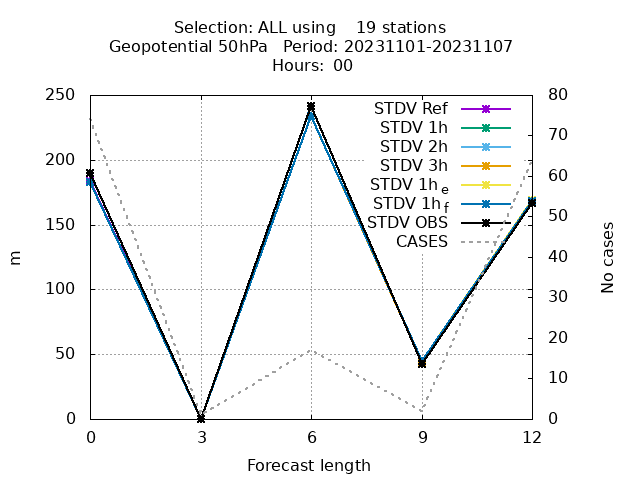 Selection: ALL using    19 stations
Geopotential 50hPa   Period: 20231101-20231107
Hours:  00
250
200
150
100
50
0
m
80
70
60
50
40
30
20
10
0
No cases
STDV Ref
STDV 1h
STDV 2h
STDV 3h
STDV 1h e
STDV 1h f
STDV OBS
CASES
0 3 6 9 12
Forecast length